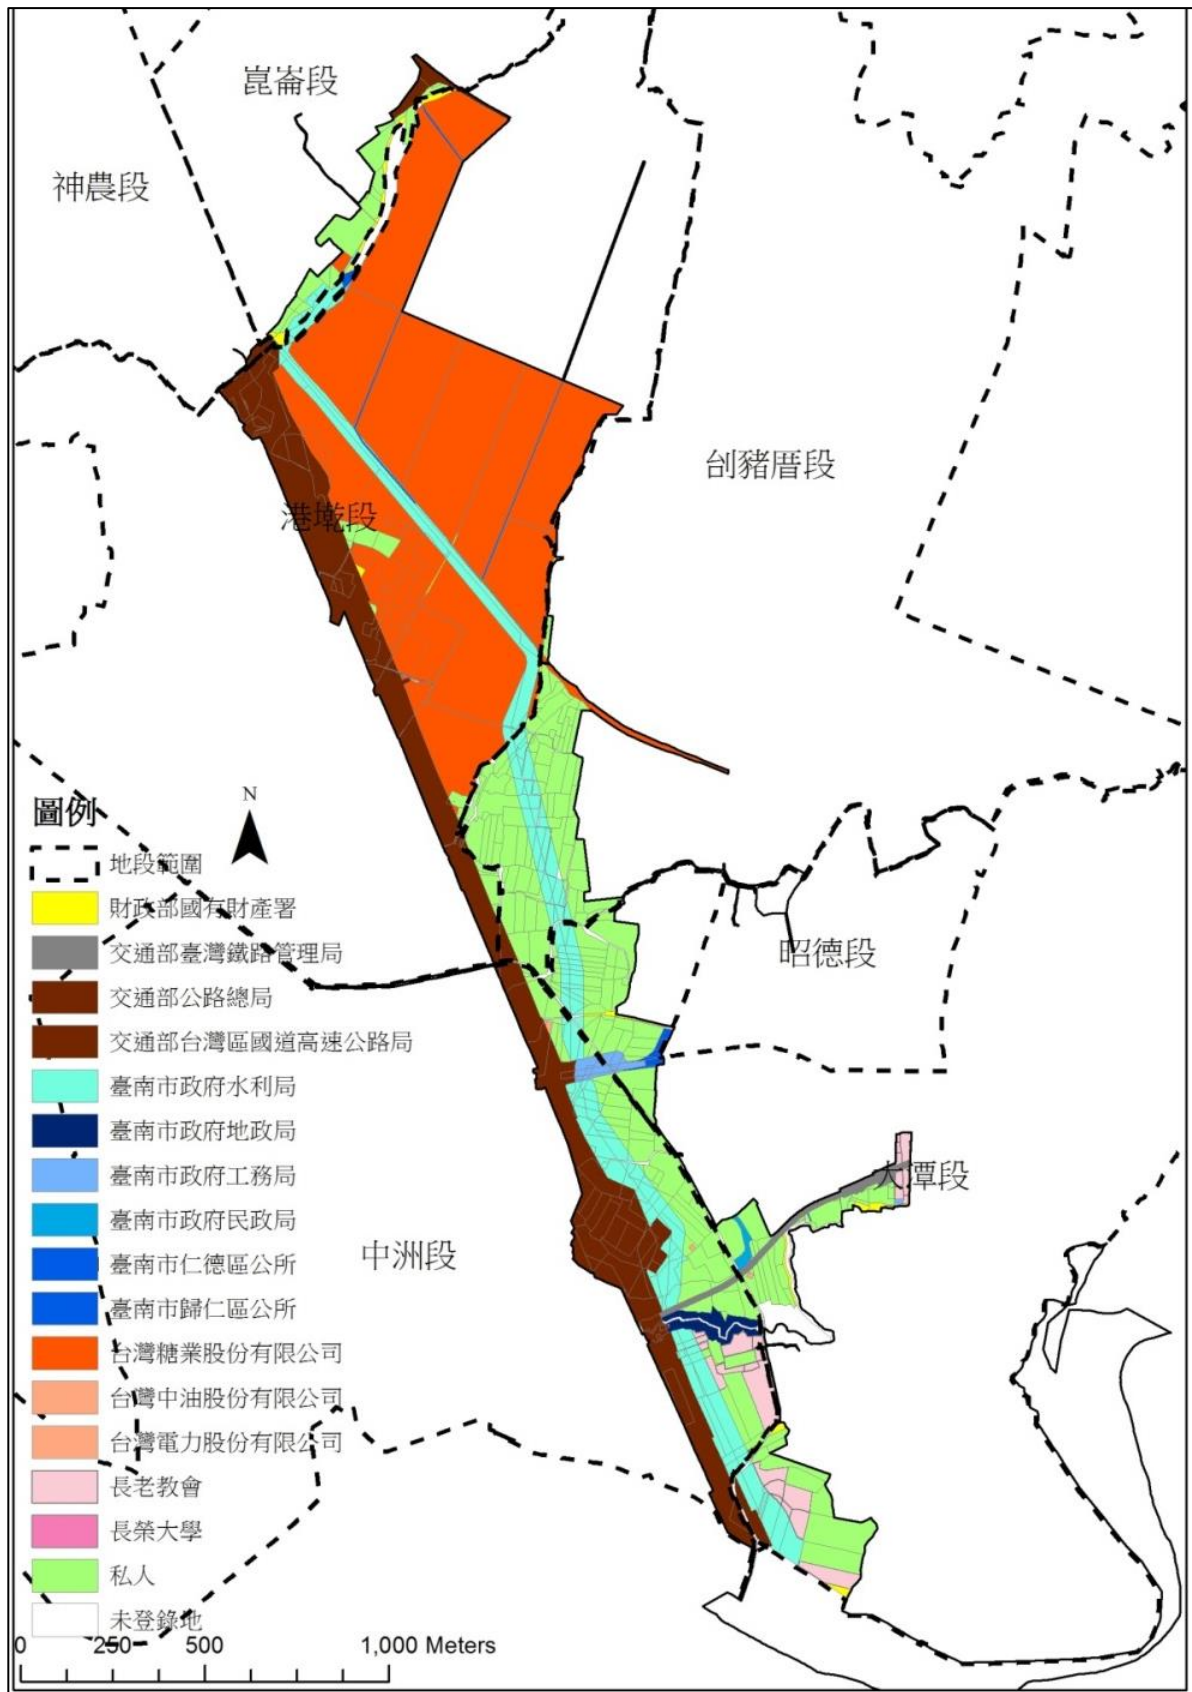 崑崙段
神農段
刣豬厝段
港墘段
N
圖例
地段範圍
財政部國有財產署
交通部臺灣鐵路管理局
昭德段
交通部公路總局
交通部台灣區國道高速公路局
臺南市政府水利局
臺南市政府地政局
臺南市政府工務局
大潭段
臺南市政府民政局
中洲段
臺南市仁德區公所
臺南市歸仁區公所
台灣糖業股份有限公司
台灣中油股份有限公司
台灣電力股份有限公司
長老教會
長榮大學
私人
未登錄地
0 250 500 1,000 Meters